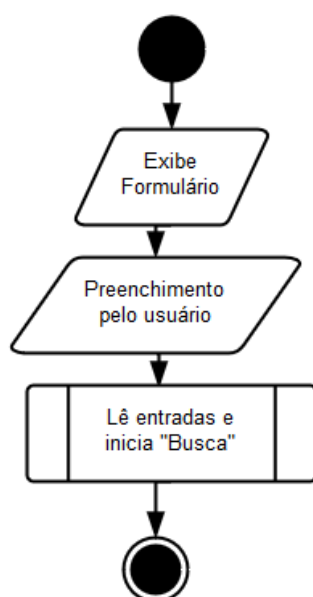 Exibe
Formulário
Preenchimento
pelo usuário
Lê entradas e
inicia "Busca"